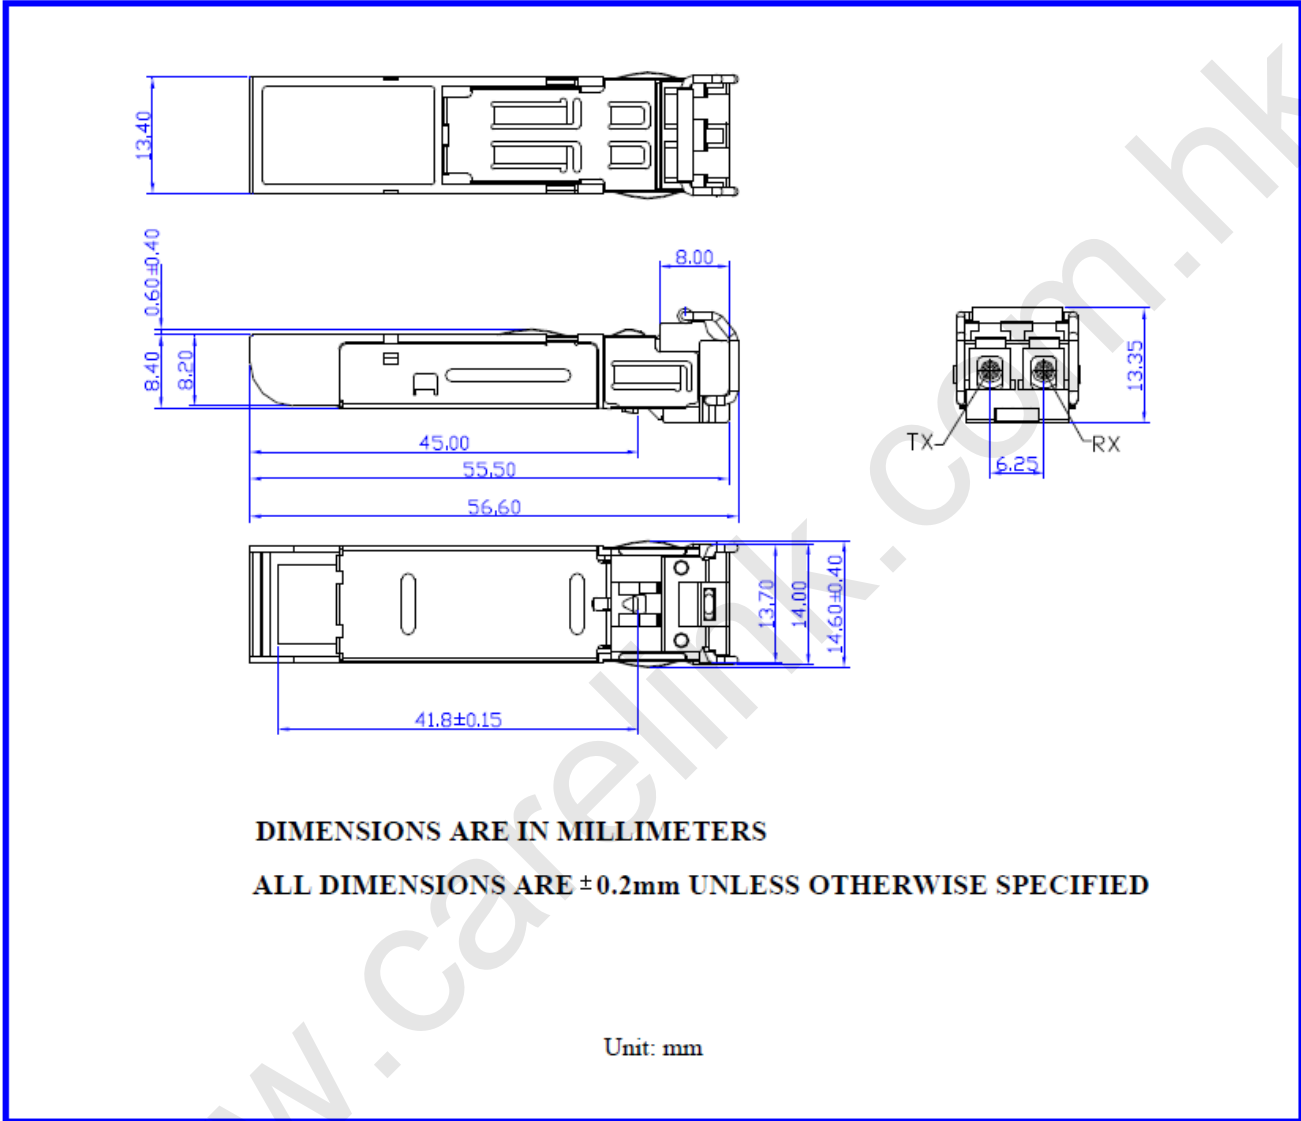 13.40
0.60±0.40
8.00
8.40
8.20
13.35
TX
RX
6.25
45.00
55.50
56.60
13.70
14.00
14.60±0.40
41.8±0.15
DIMENSIONS ARE IN MILLIMETERS
ALL DIMENSIONS ARE ±0.2mm UNLESS OTHERWISE SPECIFIED
Unit: mm
w.carelink.com.hk